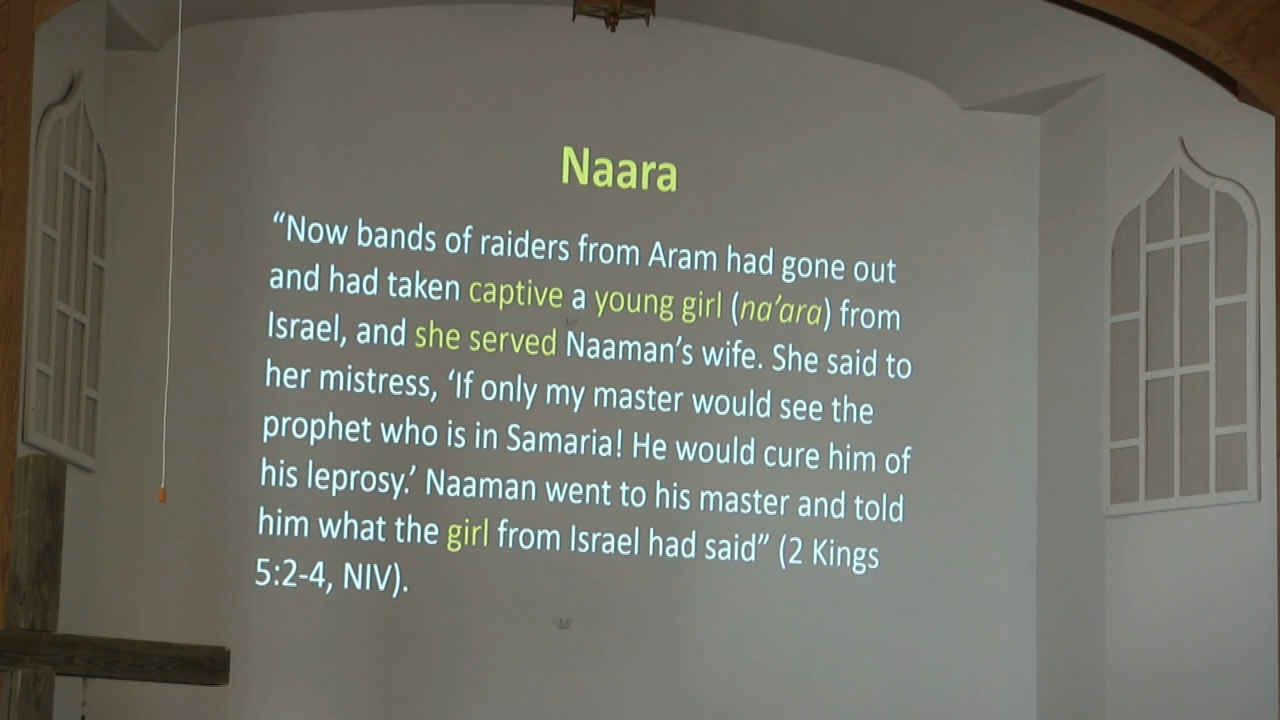 Naara
“Now bands of raiders from Aram had gone out
and had taken captive a young girl (na’ara) from
Israel, and she served Naaman’s wife. She said to
her mistress, ‘If only my master would see the
prophet who is in Samaria! He would cure him of
his leprosy.’ Naaman went to his master and told
him what the girl from Israel had said” (2 Kings
5:2-4, NIV).